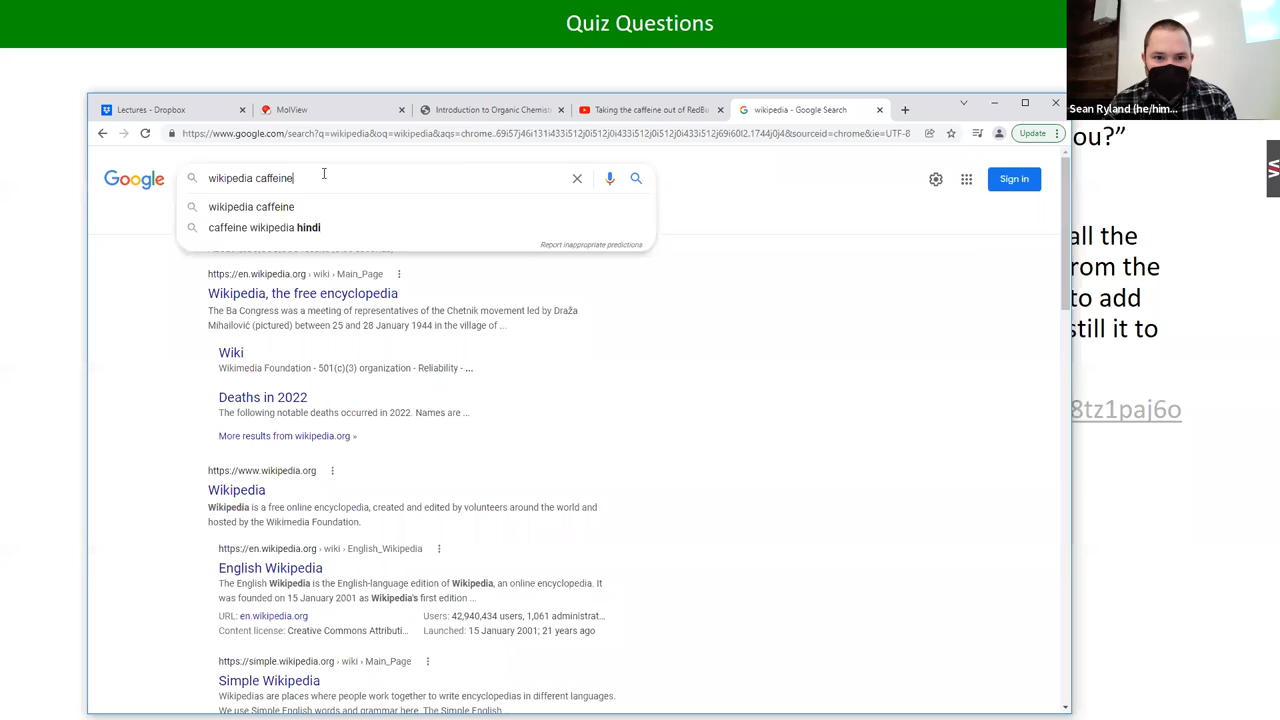 Quiz Questions
Sean Ryland (he/him...
ou?"
all the
rom the
to add
still it to
8tz1paj6o
Lectures - Dropbox
MolView
Introduction to Organic Chemist
Taking the caffeine out of RedBu
wikipedia - Google Search
https://www.google.com/search?q=wikipedia&oq=wikipedia&aqs=chrome..69i57j46i131i433i512j0i512j0i433i512j0i512j0i433i512j69i60l2.1744j0j4&sourceid=chrome&ie=UTF-8
Update
Google
wikipedia caffeine
Sign in
wikipedia caffeine
caffeine wikipedia hindi
Report inappropriate predictions
https://en.wikipedia.org › wiki › Main_Page
Wikipedia, the free encyclopedia
The Ba Congress was a meeting of representatives of the Chetnik movement led by Draža
Mihailović (pictured) between 25 and 28 January 1944 in the village of ...
Wiki
Wikimedia Foundation - 501(c)(3) organization - Reliability - ...
Deaths in 2022
The following notable deaths occurred in 2022. Names are ...
More results from wikipedia.org »
https://www.wikipedia.org
Wikipedia
Wikipedia is a free online encyclopedia, created and edited by volunteers around the world and
hosted by the Wikimedia Foundation.
https://en.wikipedia.org › wiki › English_Wikipedia
English Wikipedia
The English Wikipedia is the English-language edition of Wikipedia, an online encyclopedia. It
was founded on 15 January 2001 as Wikipedia's first edition ...
URL: en.wikipedia.org
Users: 42,940,434 users, 1,061 administrat...
Content license: Creative Commons Attributi...
Launched: 15 January 2001; 21 years ago
https://simple.wikipedia.org › wiki › Main_Page
Simple Wikipedia
Wikipedias are places where people work together to write encyclopedias in different languages.
We use Simple English words and grammar here. The Simple English